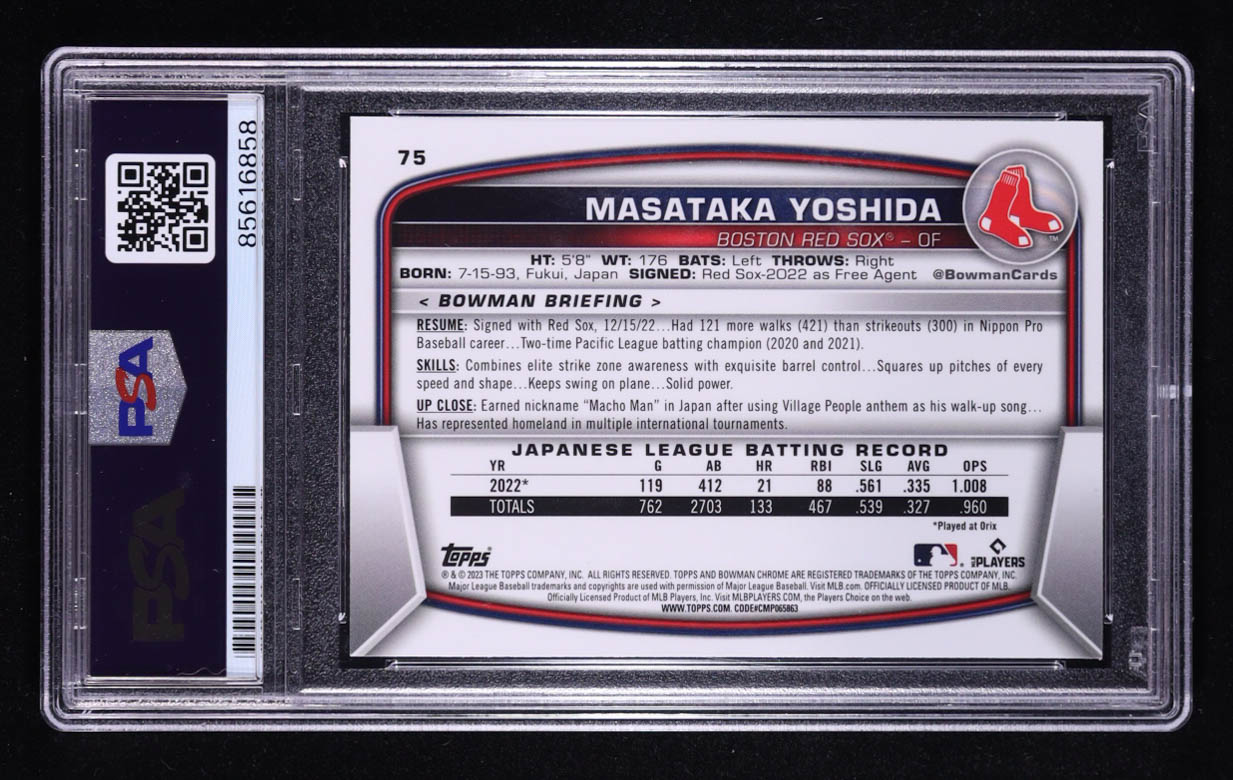 85616858
PSA
PSA
75
MASATAKA YOSHIDA
BOSTON RED SOX® – OF
HT: 5'8" WT: 176 BATS: Left THROWS: Right
BORN: 7-15-93, Fukui, Japan SIGNED: Red Sox-2022 as Free Agent @BowmanCards
< BOWMAN BRIEFING >
RESUME: Signed with Red Sox, 12/15/22...Had 121 more walks (421) than strikeouts (300) in Nippon Pro
Baseball career...Two-time Pacific League batting champion (2020 and 2021).
SKILLS: Combines elite strike zone awareness with exquisite barrel control...Squares up pitches of every
speed and shape...Keeps swing on plane...Solid power.
UP CLOSE: Earned nickname “Macho Man” in Japan after using Village People anthem as his walk-up song...
Has represented homeland in multiple international tournaments.
JAPANESE LEAGUE BATTING RECORD
YR G AB HR RBI SLG AVG OPS
2022* 119 412 21 88 .561 .335 1.008
TOTALS 762 2703 133 467 .539 .327 .960
*Played at Orix
topps®
MLB PLAYERS
® & © 2023 THE TOPPS COMPANY, INC. ALL RIGHTS RESERVED. TOPPS AND BOWMAN CHROME ARE REGISTERED TRADEMARKS OF THE TOPPS COMPANY, INC.
Major League Baseball trademarks and copyrights are used with permission of Major League Baseball. Visit MLB.com. OFFICIALLY LICENSED PRODUCT OF MLB.
Officially Licensed Product of MLB Players, Inc. Visit MLBPLAYERS.COM, the Players Choice on the web.
WWW.TOPPS.COM. CODE#CMP065863